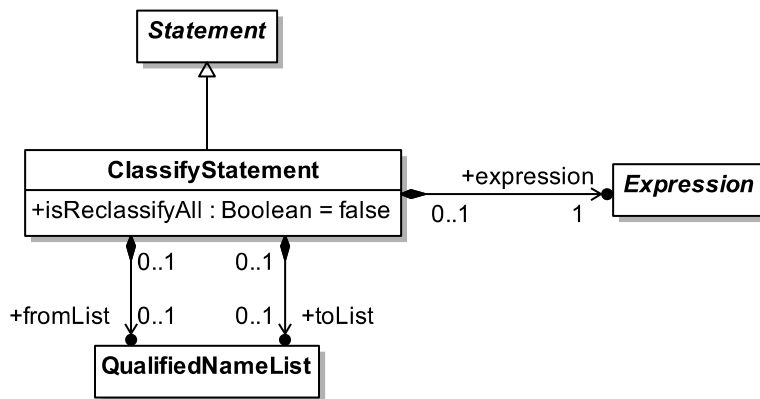 Statement
ClassifyStatement
+isReclassifyAll : Boolean = false
+expression
0..1
1
Expression
0..1
0..1
+fromList
0..1
0..1
+toList
QualifiedNameList